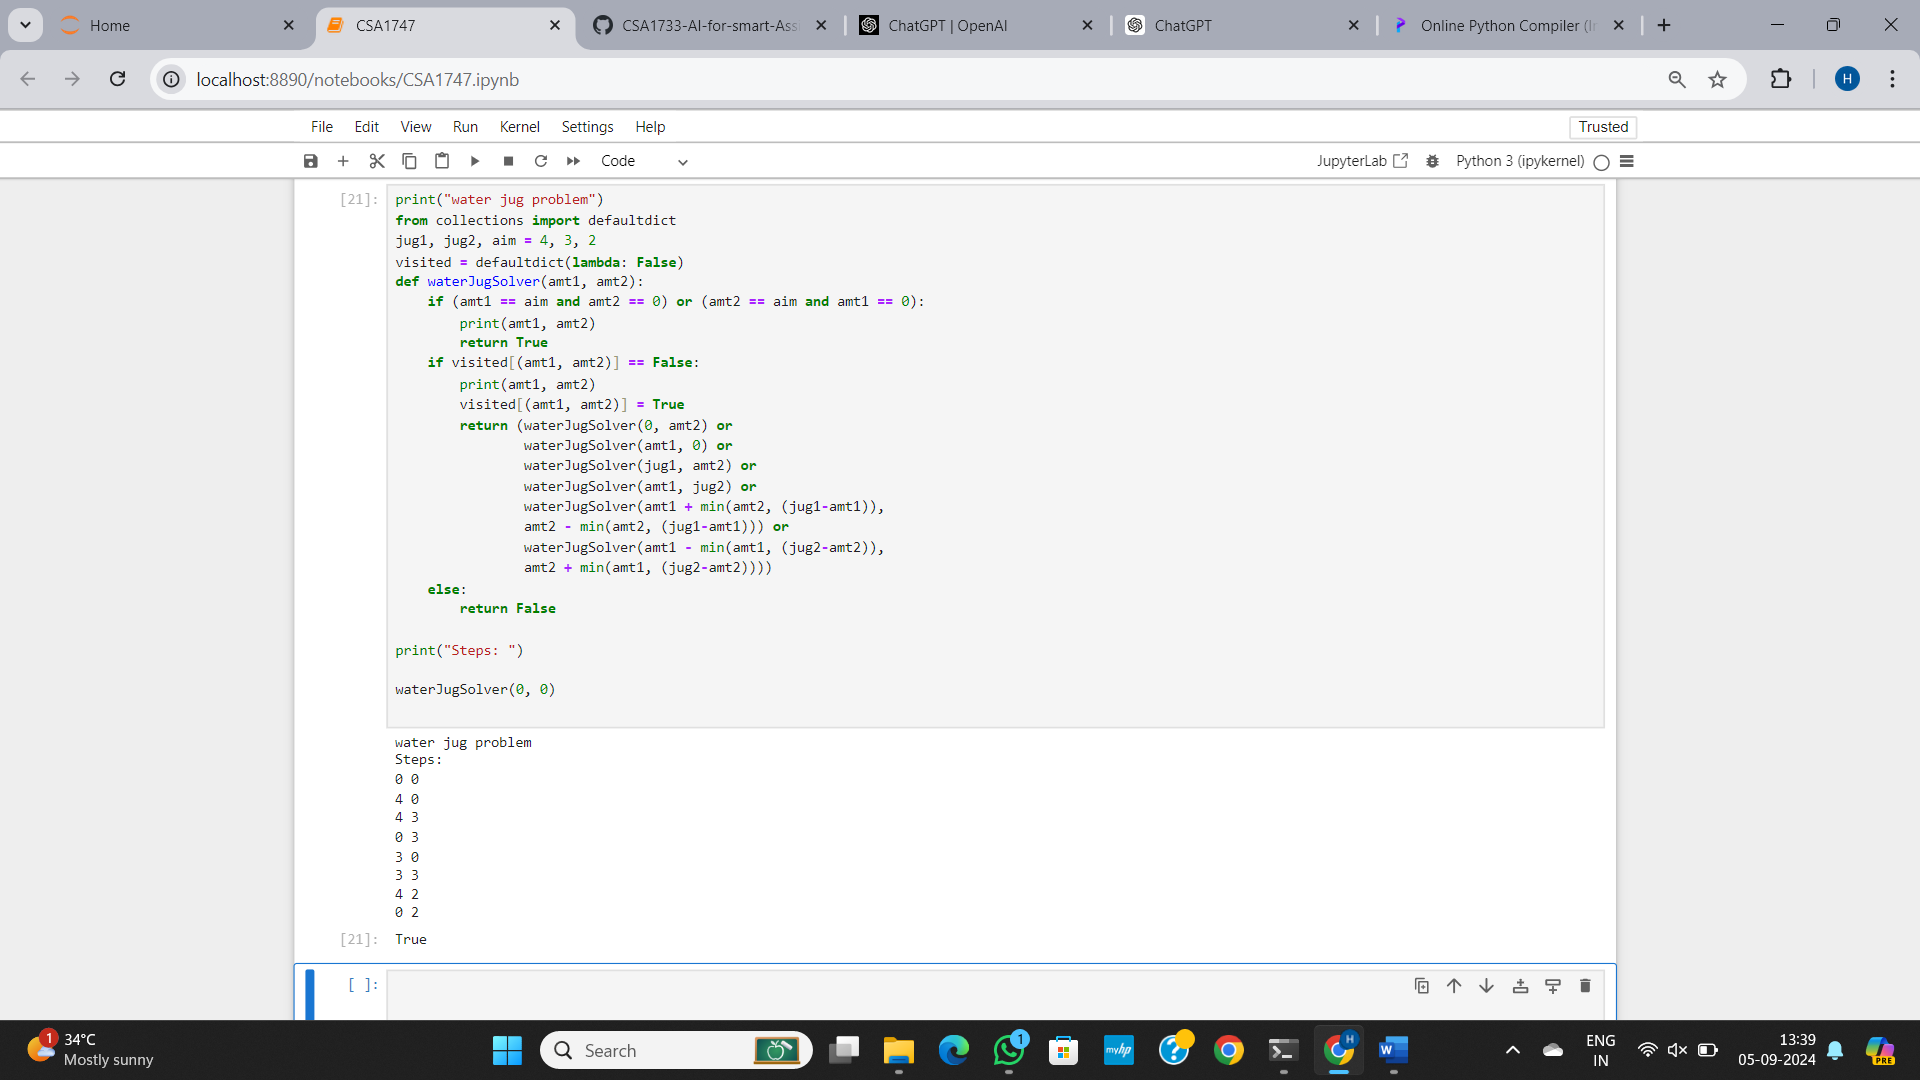 Home
CSA1747
CSA1733-AI-for-smart-Ass
ChatGPT | OpenAI
ChatGPT
Online Python Compiler (In
localhost:8890/notebooks/CSA1747.ipynb
H
File Edit View Run Kernel Settings Help
Trusted
Code
JupyterLab
Python 3 (ipykernel)
[21]:
print("water jug problem")
from collections import defaultdict
jug1, jug2, aim = 4, 3, 2
visited = defaultdict(lambda: False)
def waterJugSolver(amt1, amt2):
    if (amt1 == aim and amt2 == 0) or (amt2 == aim and amt1 == 0):
        print(amt1, amt2)
        return True
    if visited[(amt1, amt2)] == False:
        print(amt1, amt2)
        visited[(amt1, amt2)] = True
        return (waterJugSolver(0, amt2) or
                waterJugSolver(amt1, 0) or
                waterJugSolver(jug1, amt2) or
                waterJugSolver(amt1, jug2) or
                waterJugSolver(amt1 + min(amt2, (jug1-amt1)),
                amt2 - min(amt2, (jug1-amt1))) or
                waterJugSolver(amt1 - min(amt1, (jug2-amt2)),
                amt2 + min(amt1, (jug2-amt2))))
    else:
        return False
print("Steps: ")
waterJugSolver(0, 0)
water jug problem
Steps:
0 0
4 0
4 3
0 3
3 0
3 3
4 2
0 2
[21]: True
[ ]:
1
34°C
Mostly sunny
Search
1
myhp
H
W
ENG
IN
13:39
05-09-2024
PRE